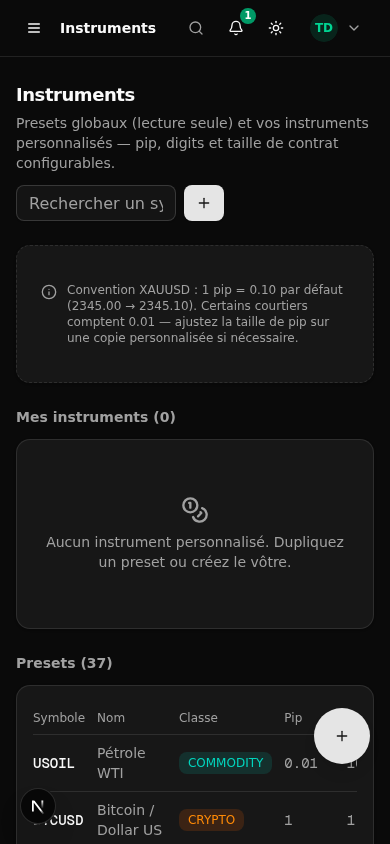 Instruments
1
TD
Instruments
Presets globaux (lecture seule) et vos instruments
personnalisés — pip, digits et taille de contrat
configurables.
Rechercher un sy
Convention XAUUSD : 1 pip = 0.10 par défaut
(2345.00 → 2345.10). Certains courtiers
comptent 0.01 — ajustez la taille de pip sur
une copie personnalisée si nécessaire.
Mes instruments (0)
Aucun instrument personnalisé. Dupliquez
un preset ou créez le vôtre.
Presets (37)
Symbole Nom Classe Pip
USOIL Pétrole WTI COMMODITY 0.01
N
Bitcoin / Dollar US CRYPTO 1 1